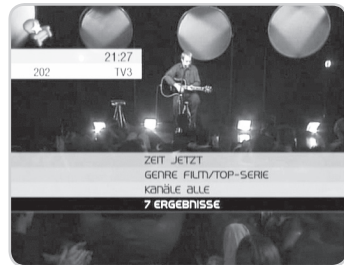 21:27
202 TV3
ZEIT JETZT
GENRE FILM/TOP-SERIE
KANÄLE ALLE
7 ERGEBNISSE